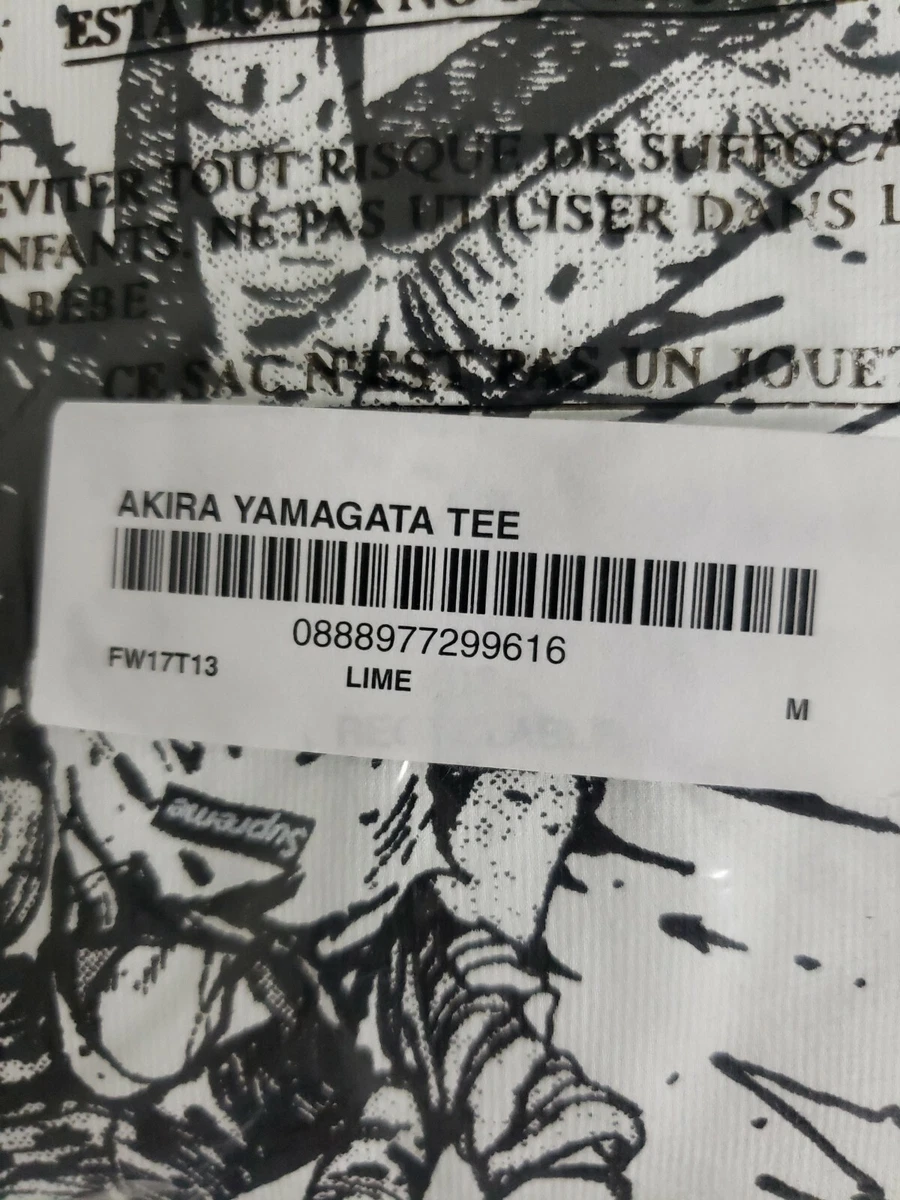 ESTA BOLSA NO
EVITER TOUT RISQUE DE SUFFOCA
NFANTS. NE PAS UTILISER DANS L
A BEBE
CE SAC N'EST PAS UN JOUET
AKIRA YAMAGATA TEE
0888977299616
FW17T13
LIME
M
Supreme